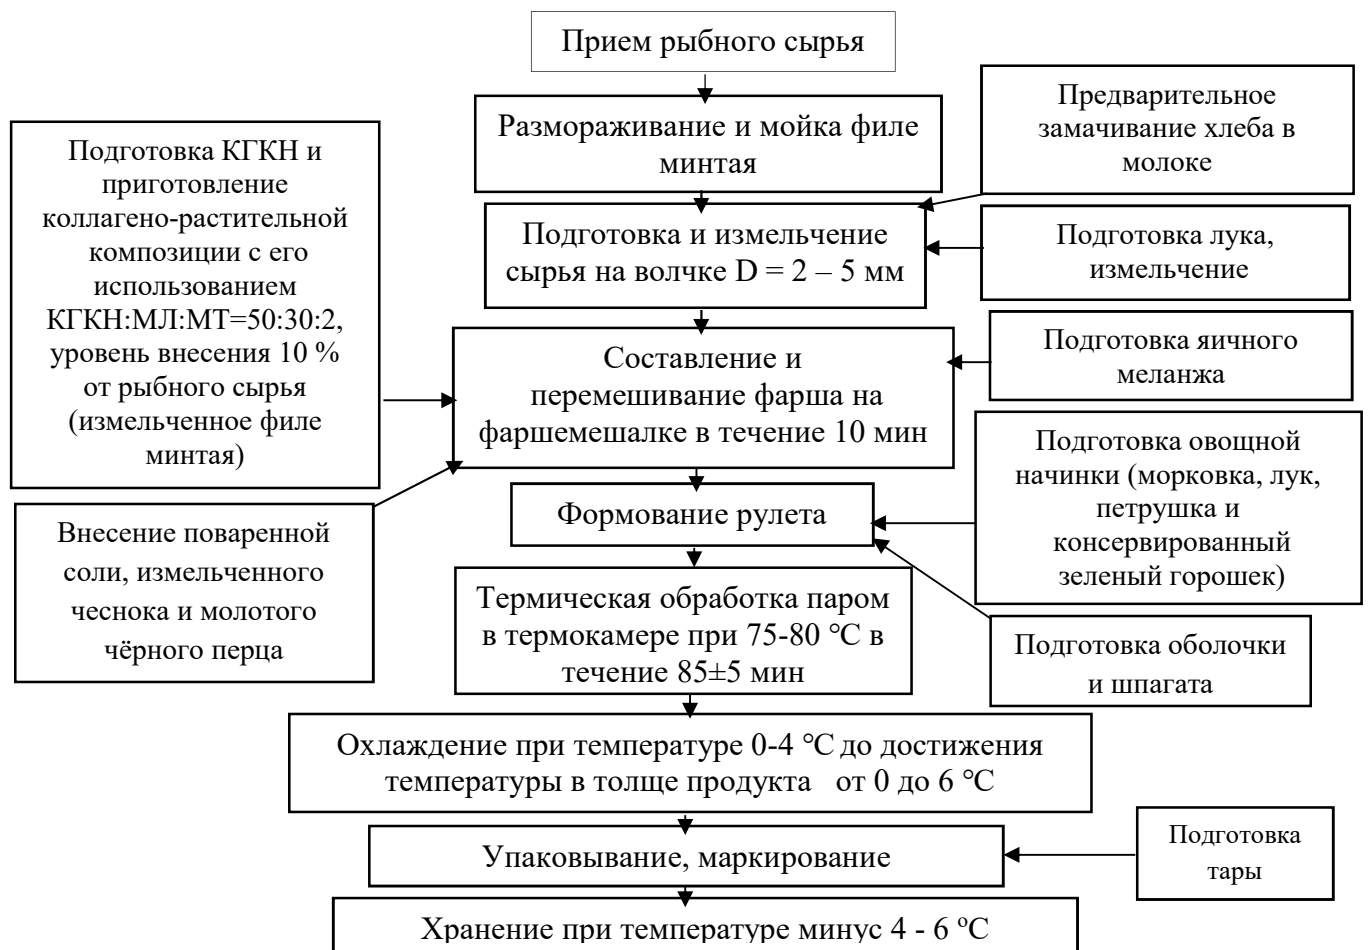 Прием рыбного сырья
Размораживание и мойка филе
минтая
Предварительное
замачивание хлеба в
молоке
Подготовка КГКН и
приготовление
коллагено-растительной
композиции с его
использованием
КГКН:МЛ:МТ=50:30:2,
уровень внесения 10 %
от рыбного сырья
(измельченное филе
минтая)
Подготовка и измельчение
сырья на волчке D = 2 – 5 мм
Подготовка лука,
измельчение
Составление и
перемешивание фарша на
фаршемешалке в течение 10 мин
Подготовка яичного
меланжа
Внесение поваренной
соли, измельченного
чеснока и молотого
чёрного перца
Формование рулета
Подготовка овощной
начинки (морковка, лук,
петрушка и
консервированный
зеленый горошек)
Термическая обработка паром
в термокамере при 75-80 °С в
течение 85±5 мин
Подготовка оболочки
и шпагата
Охлаждение при температуре 0-4 °С до достижения
температуры в толще продукта от 0 до 6 °С
Упаковывание, маркирование
Подготовка
тары
Хранение при температуре минус 4 - 6 ºС